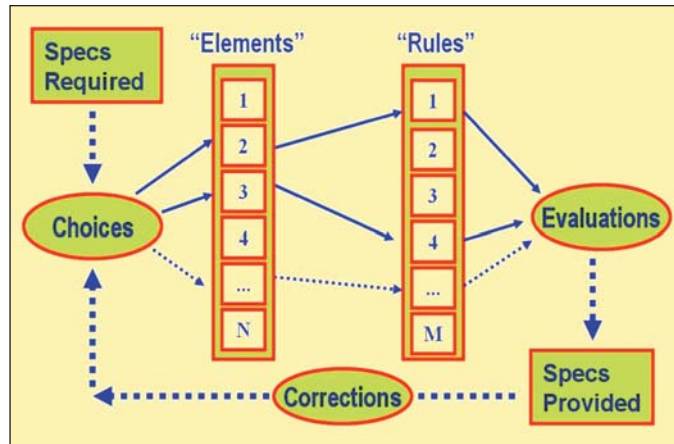 Specs
Required
“Elements”
“Rules”
1
2
3
4
...
N
1
2
3
4
...
M
Choices
Evaluations
Corrections
Specs
Provided